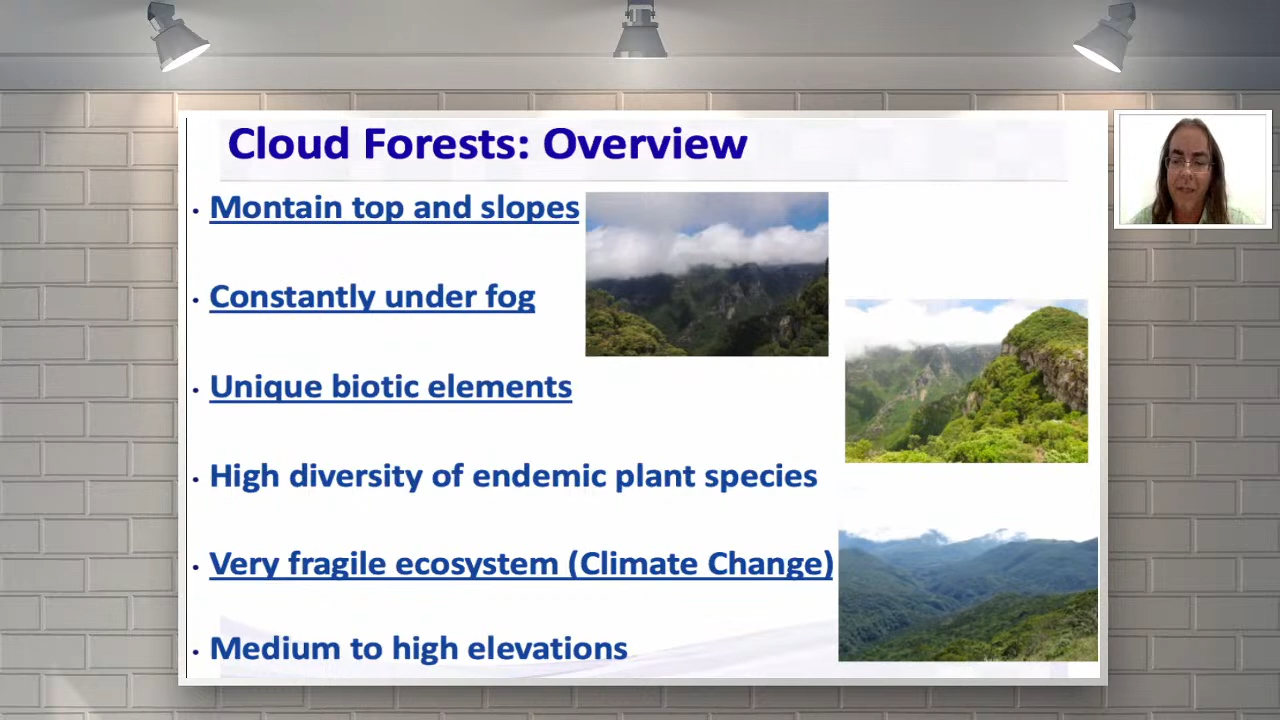 Cloud Forests: Overview
• Montain top and slopes
• Constantly under fog
• Unique biotic elements
• High diversity of endemic plant species
• Very fragile ecosystem (Climate Change)
• Medium to high elevations